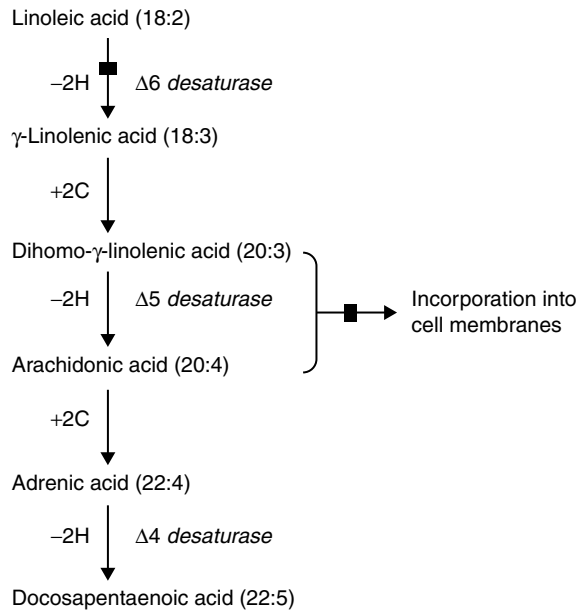 Linoleic acid (18:2)
−2H Δ6 desaturase
γ-Linolenic acid (18:3)
+2C
Dihomo-γ-linolenic acid (20:3)
−2H Δ5 desaturase
Incorporation into
cell membranes
Arachidonic acid (20:4)
+2C
Adrenic acid (22:4)
−2H Δ4 desaturase
Docosapentaenoic acid (22:5)